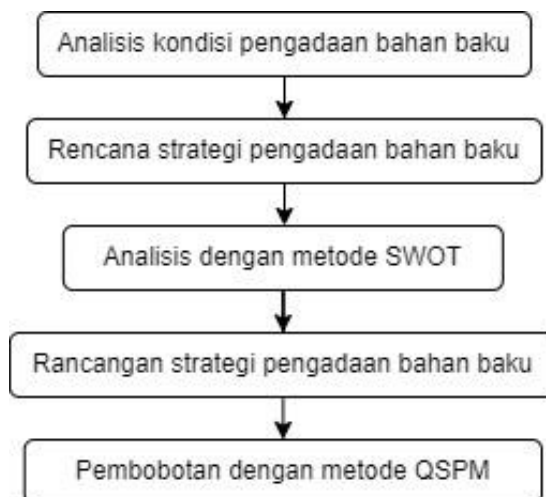 Analisis kondisi pengadaan bahan baku
Rencana strategi pengadaan bahan baku
Analisis dengan metode SWOT
Rancangan strategi pengadaan bahan baku
Pembobotan dengan metode QSPM